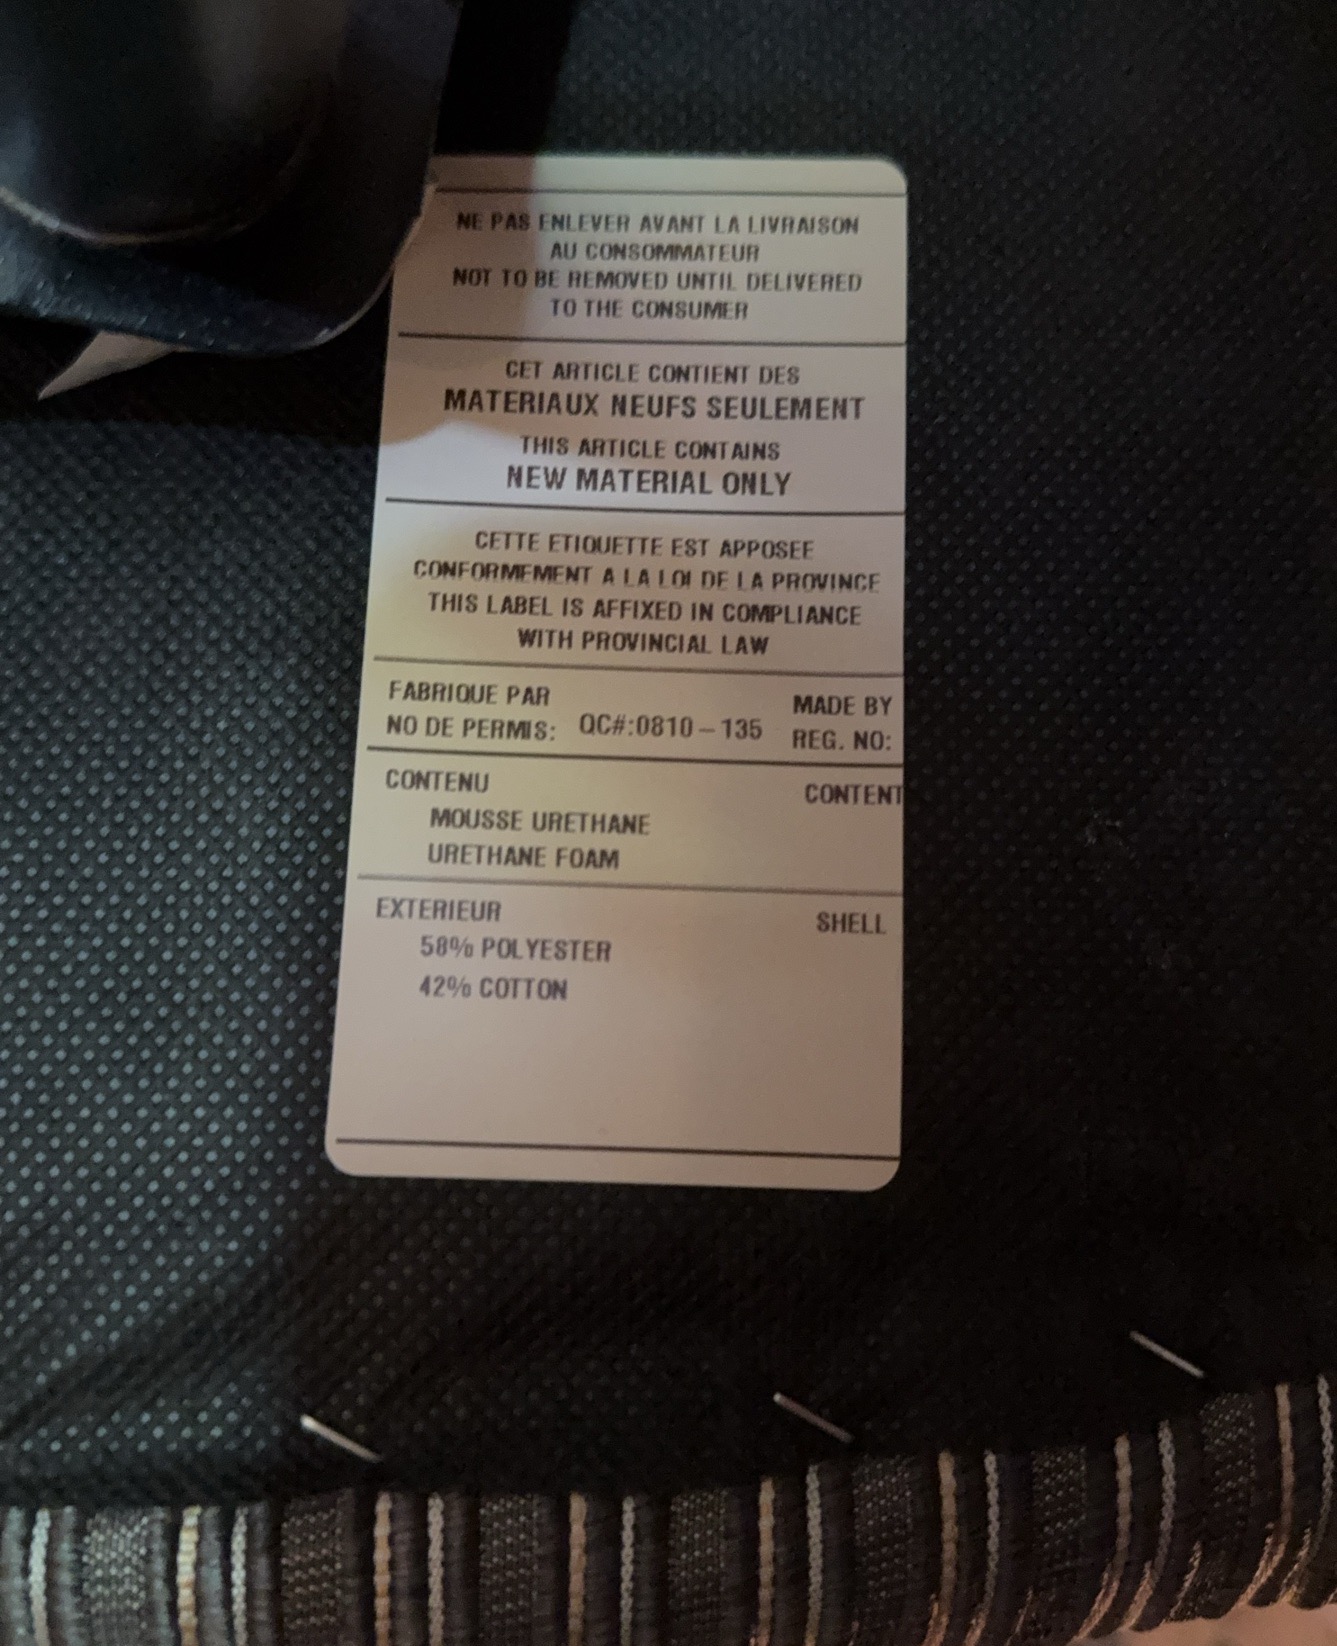 NE PAS ENLEVER AVANT LA LIVRAISON
AU CONSOMMATEUR
NOT TO BE REMOVED UNTIL DELIVERED
TO THE CONSUMER
CET ARTICLE CONTIENT DES
MATERIAUX NEUFS SEULEMENT
THIS ARTICLE CONTAINS
NEW MATERIAL ONLY
CETTE ETIQUETTE EST APPOSEE
CONFORMEMENT A LA LOI DE LA PROVINCE
THIS LABEL IS AFFIXED IN COMPLIANCE
WITH PROVINCIAL LAW
FABRIQUE PAR MADE BY
NO DE PERMIS: QC#:0810-135 REG. NO:
CONTENU CONTENT
MOUSSE URETHANE
URETHANE FOAM
EXTERIEUR SHELL
58% POLYESTER
42% COTTON